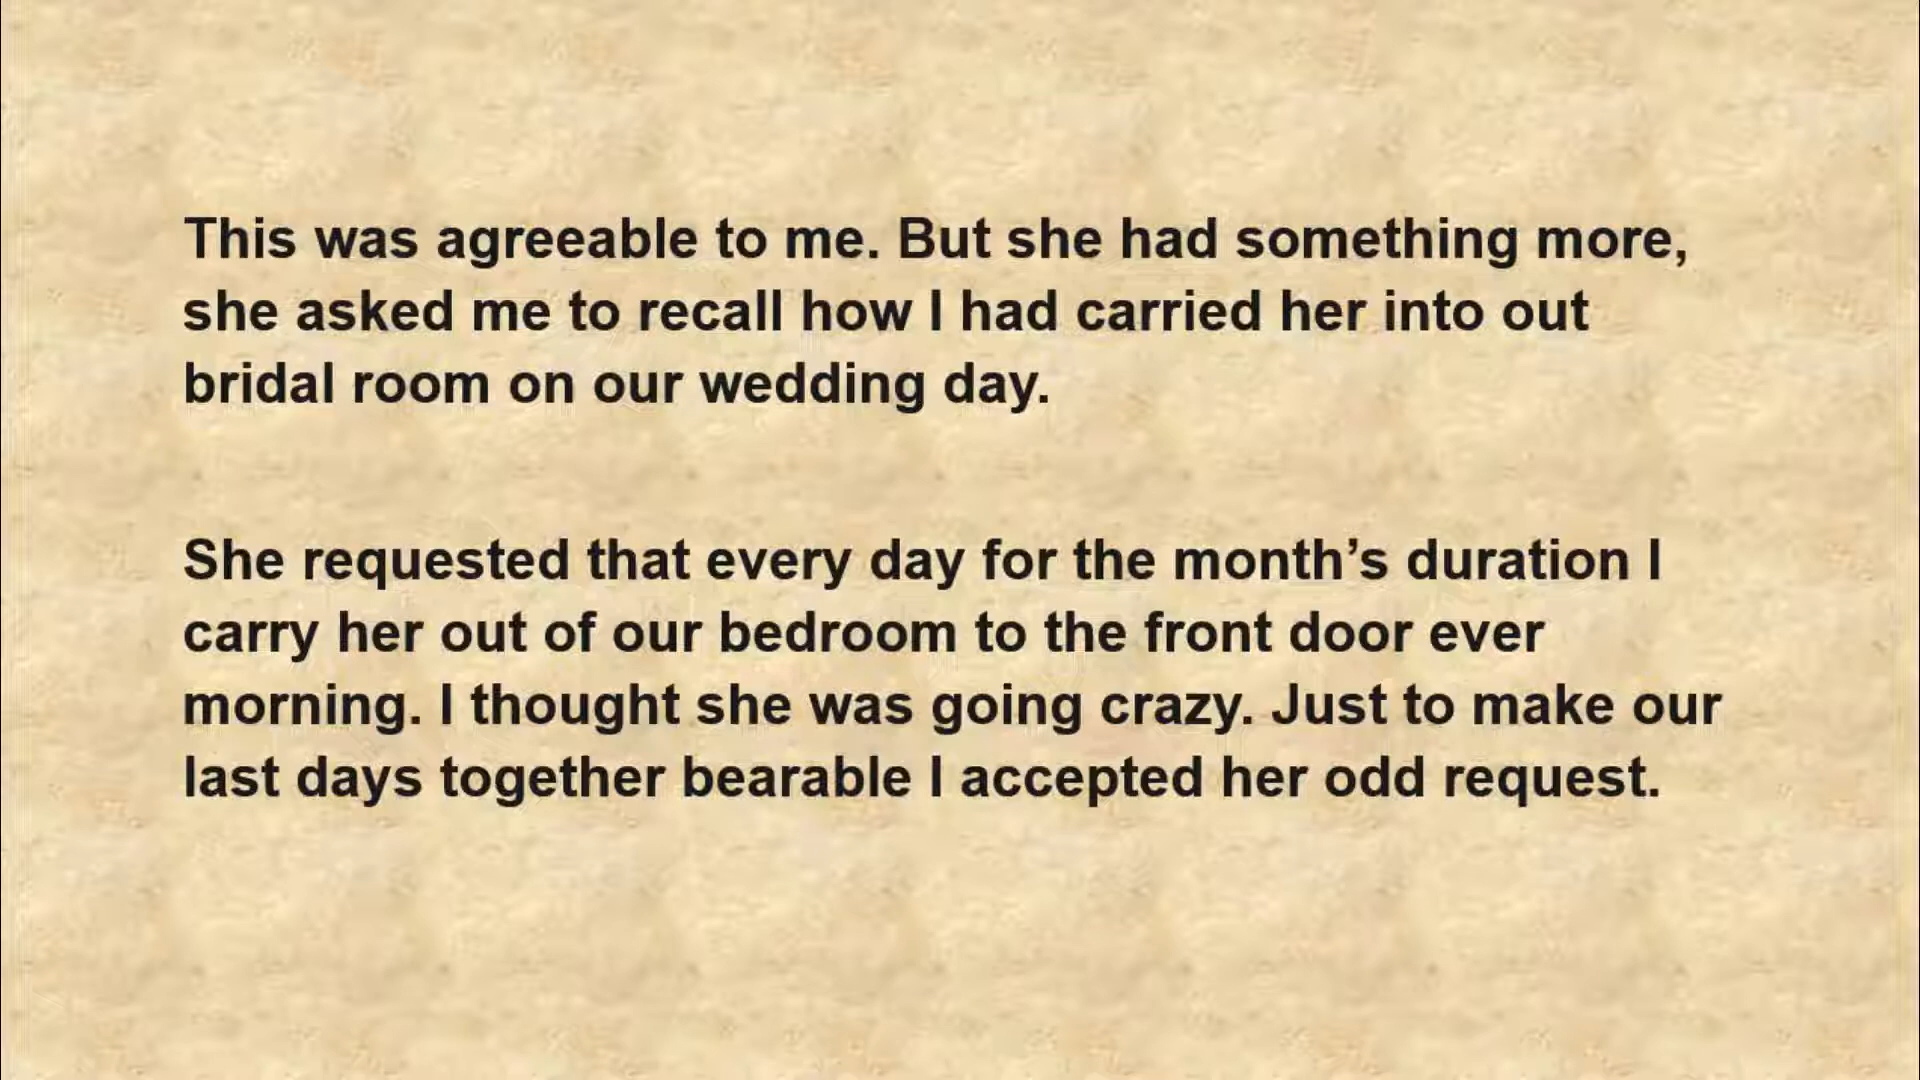 This was agreeable to me. But she had something more,
she asked me to recall how I had carried her into out
bridal room on our wedding day.
She requested that every day for the month’s duration I
carry her out of our bedroom to the front door ever
morning. I thought she was going crazy. Just to make our
last days together bearable I accepted her odd request.